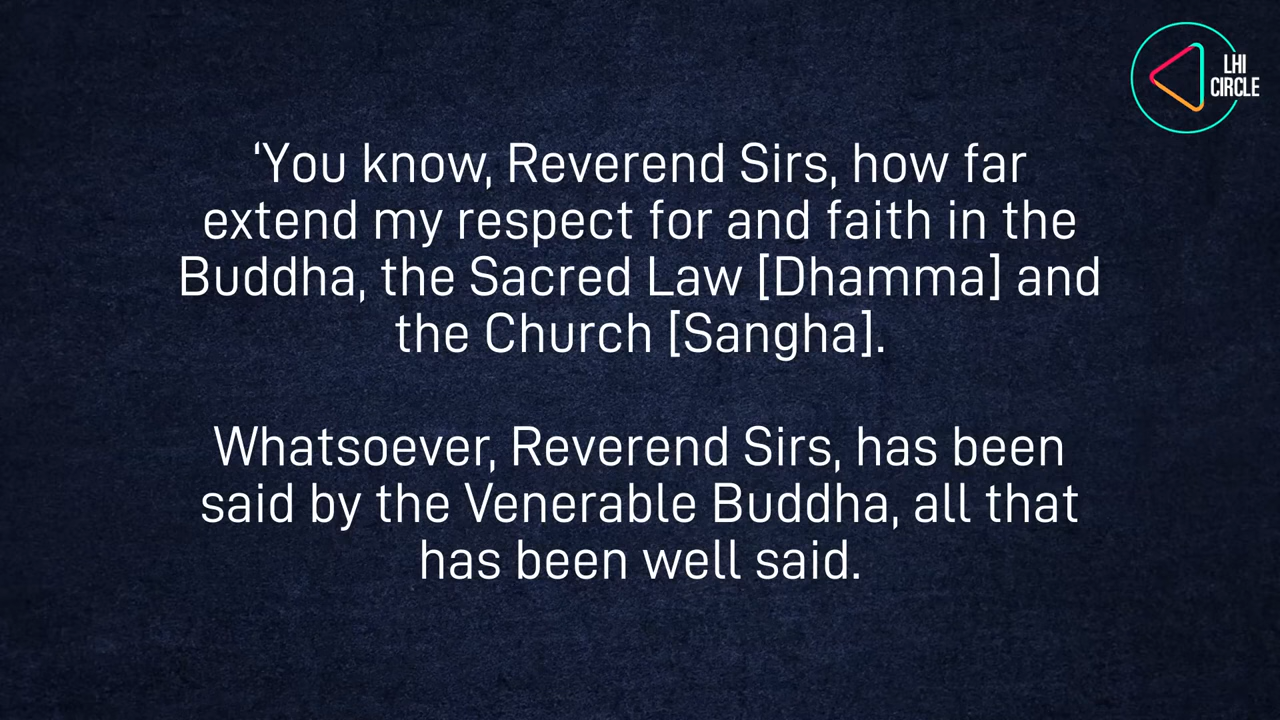 LHI
CIRCLE
‘You know, Reverend Sirs, how far
extend my respect for and faith in the
Buddha, the Sacred Law [Dhamma] and
the Church [Sangha].
Whatsoever, Reverend Sirs, has been
said by the Venerable Buddha, all that
has been well said.